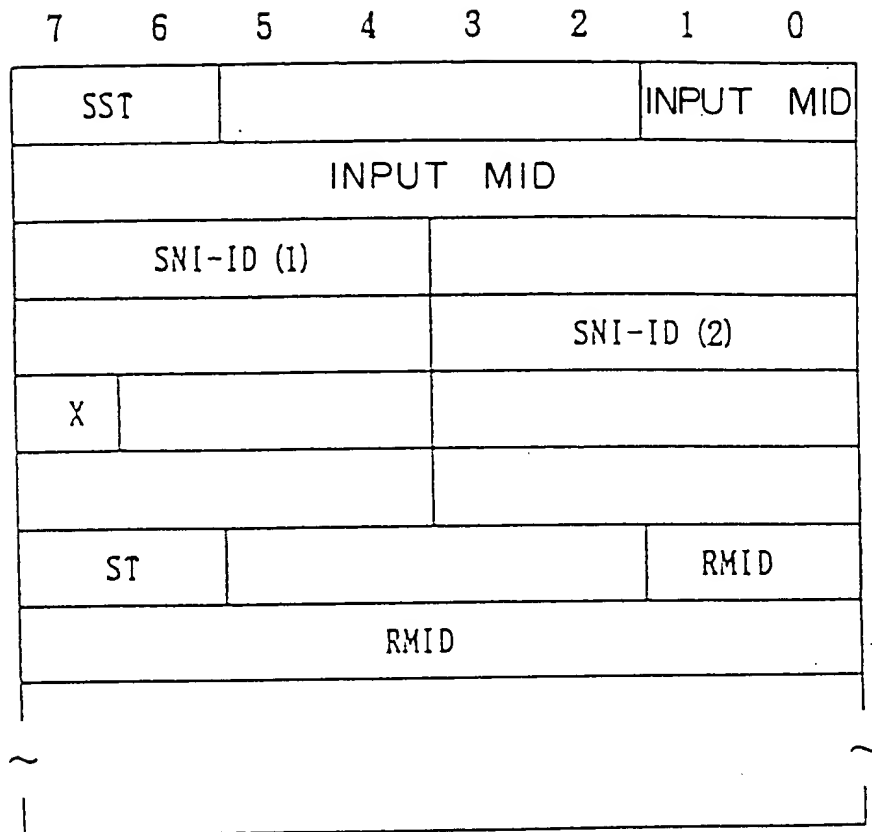 7 6 5 4 3 2 1 0
SST INPUT MID
INPUT MID
SNI-ID (1)
SNI-ID (2)
X
ST RMID
RMID
~ ~